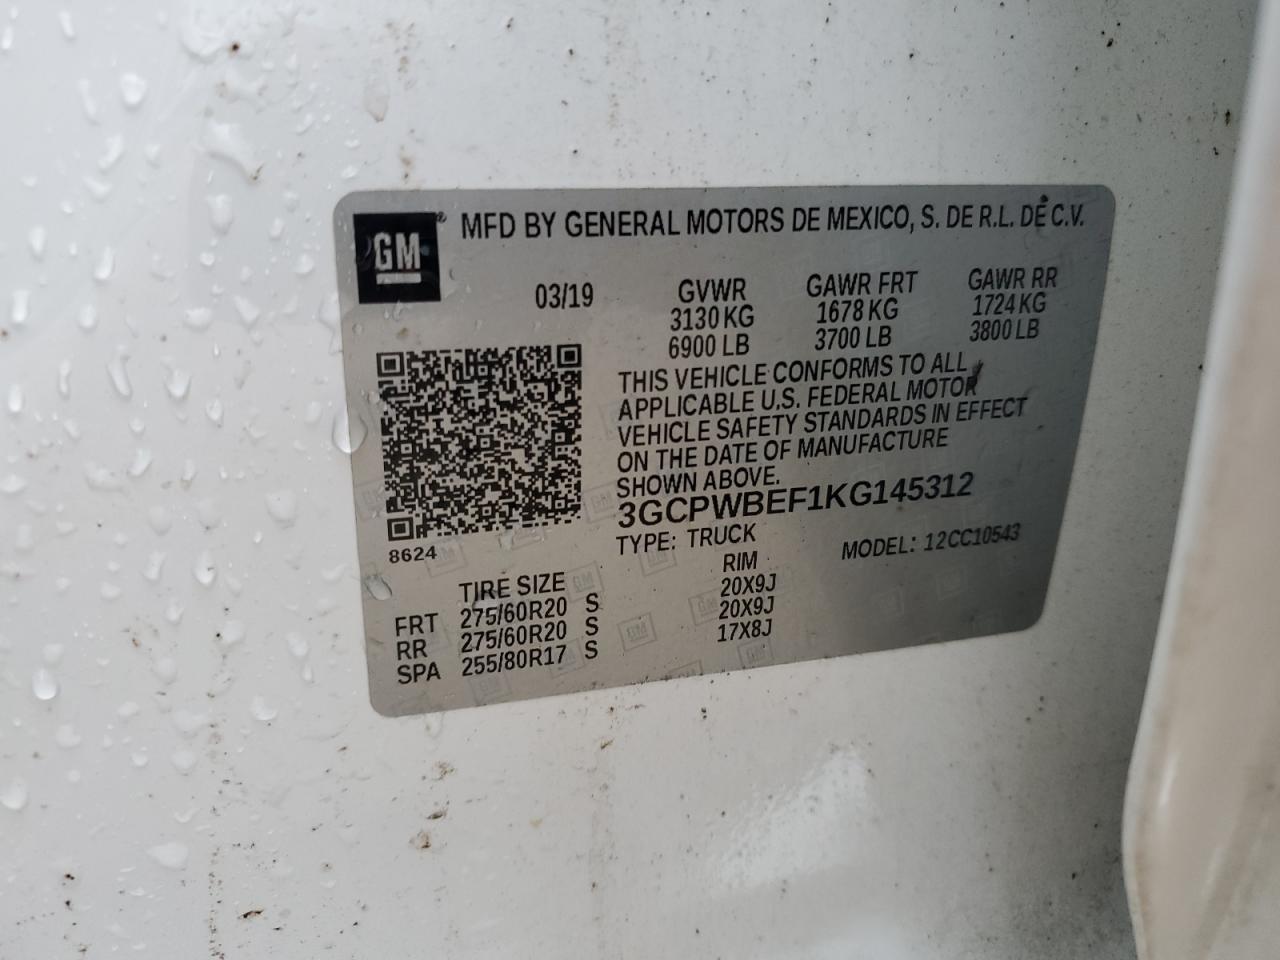 GM ® MFD BY GENERAL MOTORS DE MEXICO, S. DE R.L. DE C.V.
03/19 GVWR GAWR FRT GAWR RR
3130 KG 1678 KG 1724 KG
6900 LB 3700 LB 3800 LB
THIS VEHICLE CONFORMS TO ALL
APPLICABLE U.S. FEDERAL MOTOR
VEHICLE SAFETY STANDARDS IN EFFECT
ON THE DATE OF MANUFACTURE
SHOWN ABOVE.
3GCPWBEF1KG145312
8624 TYPE: TRUCK MODEL: 12CC10543
TIRE SIZE RIM
FRT 275/60R20 S 20X9J
RR 275/60R20 S 20X9J
SPA 255/80R17 S 17X8J